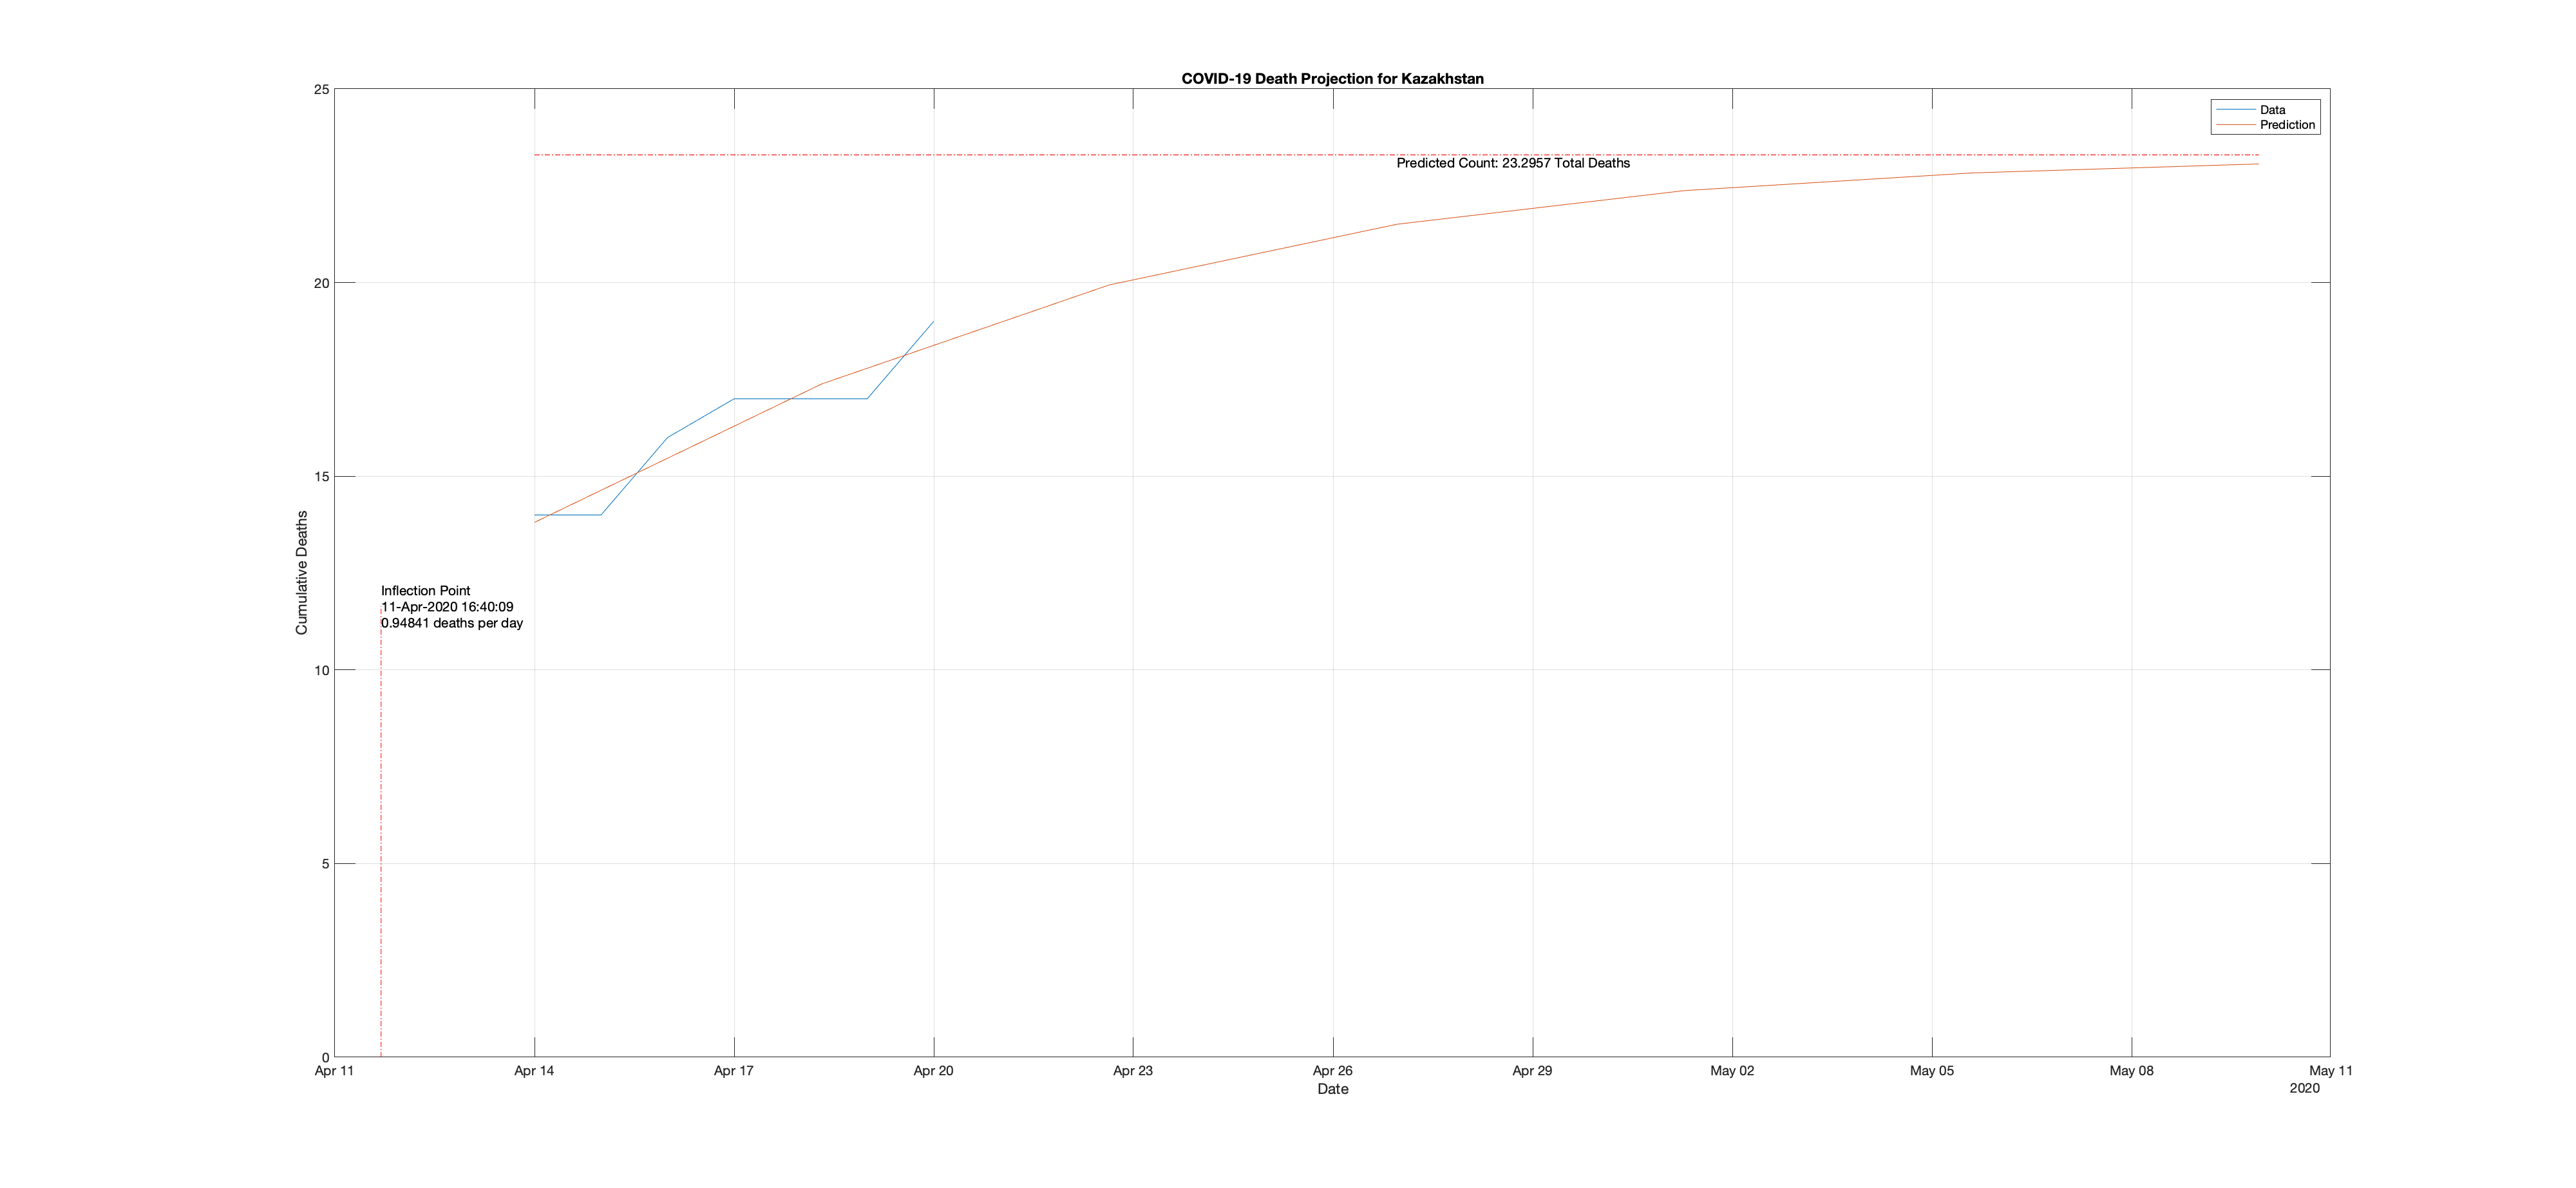 COVID-19 Death Projection for Kazakhstan
25
Data
Prediction
Predicted Count: 23.2957 Total Deaths
20
15
Cumulative Deaths
Inflection Point
11-Apr-2020 16:40:09
0.94841 deaths per day
10
5
0
Apr 11 Apr 14 Apr 17 Apr 20 Apr 23 Apr 26 Apr 29 May 02 May 05 May 08 May 11
Date
2020